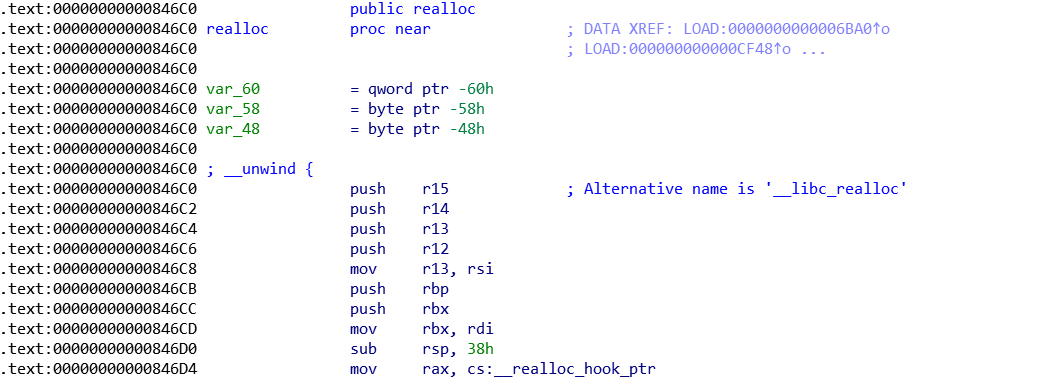 .text:00000000000846C0 public realloc
.text:00000000000846C0 realloc proc near ; DATA XREF: LOAD:0000000000006BA0↑o
.text:00000000000846C0 ; LOAD:000000000000CF48↑o ...
.text:00000000000846C0
.text:00000000000846C0 var_60 = qword ptr -60h
.text:00000000000846C0 var_58 = byte ptr -58h
.text:00000000000846C0 var_48 = byte ptr -48h
.text:00000000000846C0
.text:00000000000846C0 ; __unwind {
.text:00000000000846C0 push r15 ; Alternative name is '__libc_realloc'
.text:00000000000846C2 push r14
.text:00000000000846C4 push r13
.text:00000000000846C6 push r12
.text:00000000000846C8 mov r13, rsi
.text:00000000000846CB push rbp
.text:00000000000846CC push rbx
.text:00000000000846CD mov rbx, rdi
.text:00000000000846D0 sub rsp, 38h
.text:00000000000846D4 mov rax, cs:__realloc_hook_ptr